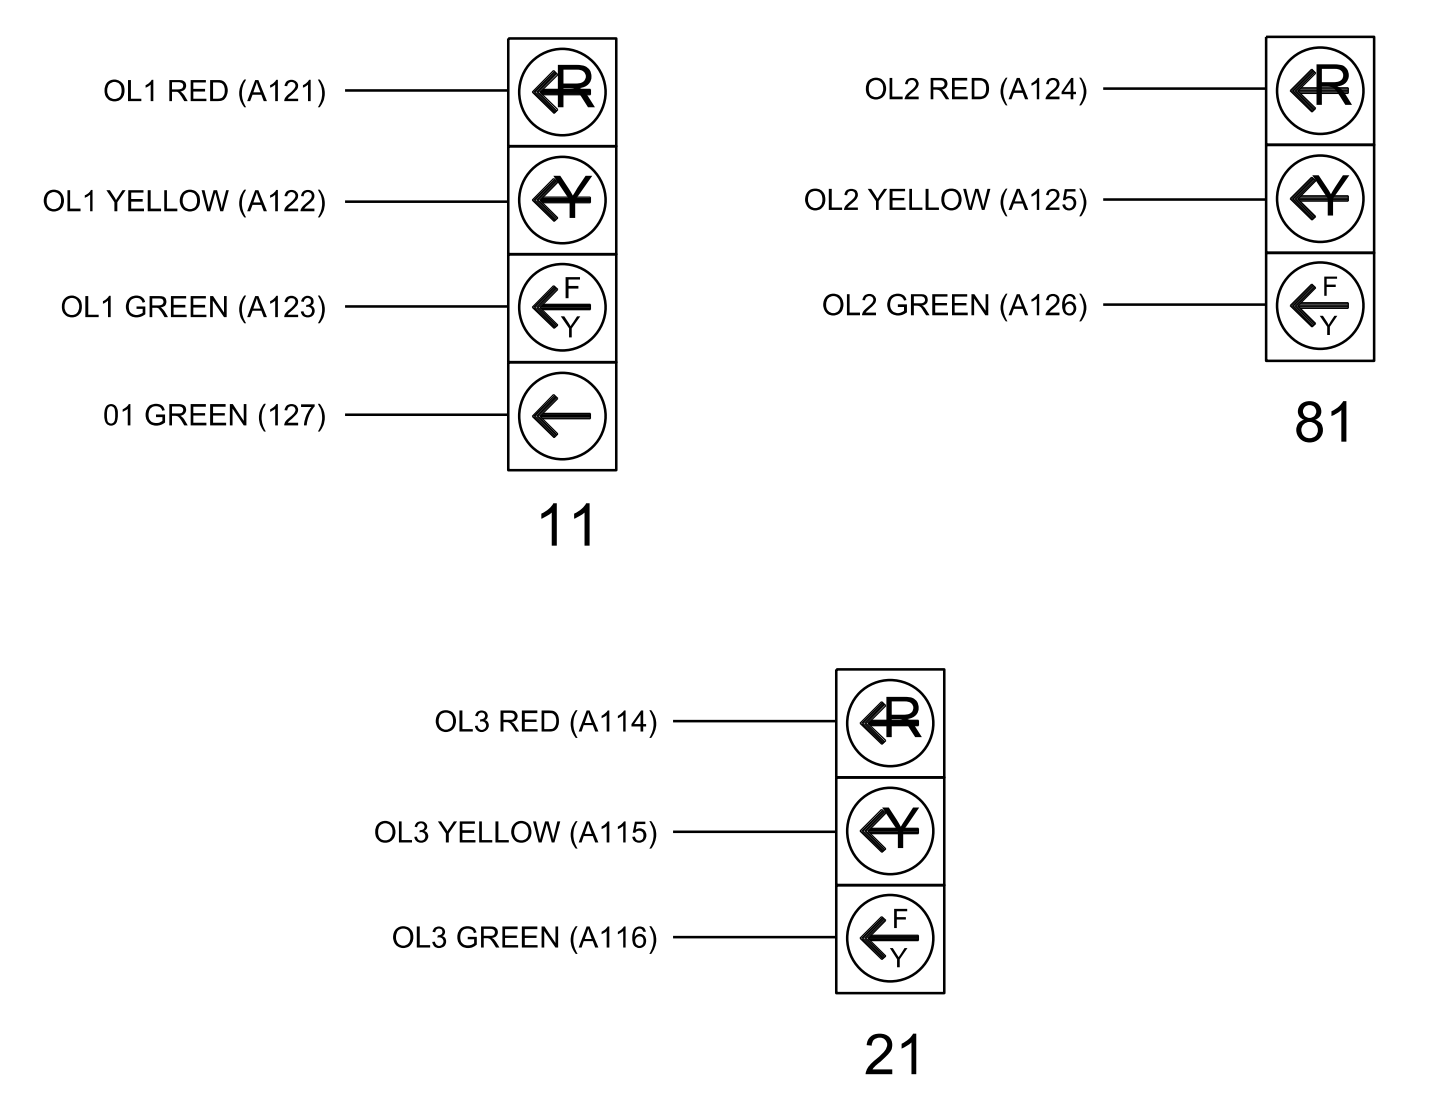 OL1 RED (A121)
R
OL1 YELLOW (A122)
Y
OL1 GREEN (A123)
F
Y
01 GREEN (127)
11
OL2 RED (A124)
R
OL2 YELLOW (A125)
Y
OL2 GREEN (A126)
F
Y
81
OL3 RED (A114)
R
OL3 YELLOW (A115)
Y
OL3 GREEN (A116)
F
Y
21